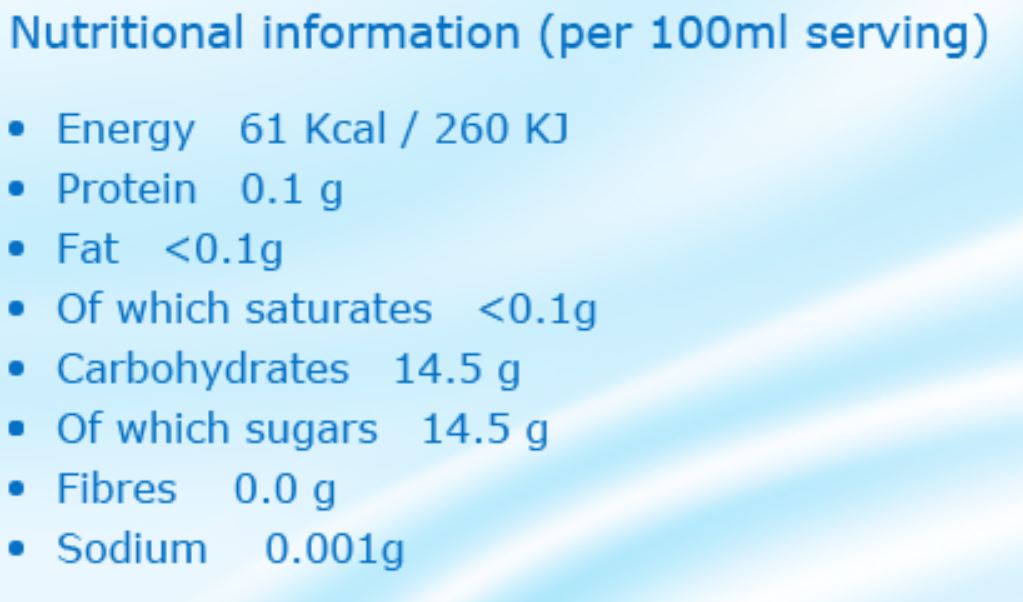 Nutritional information (per 100ml serving)
• Energy 61 Kcal / 260 KJ
• Protein 0.1 g
• Fat <0.1g
• Of which saturates <0.1g
• Carbohydrates 14.5 g
• Of which sugars 14.5 g
• Fibres 0.0 g
• Sodium 0.001g